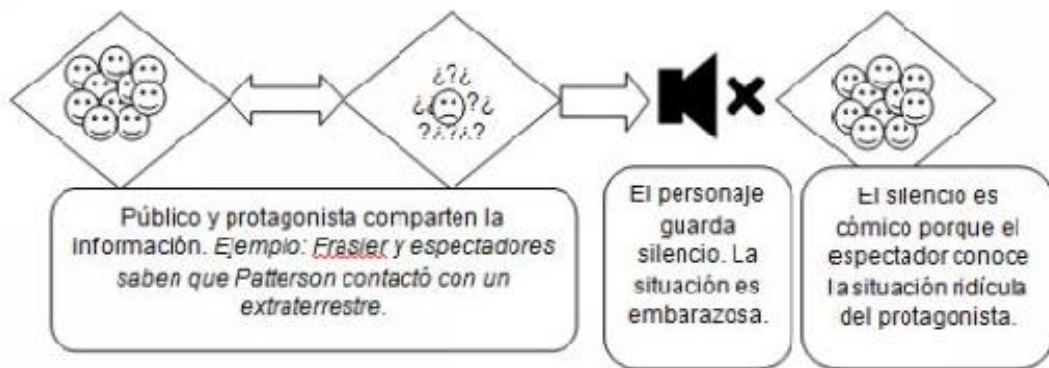 ¿?¿
¿¿ ?¿
?¿?¿?
Público y protagonista comparten la
información. Ejemplo: Frasier y espectadores
saben que Patterson contactó con un
extraterrestre.
El personaje
guarda
silencio. La
situación es
embarazosa.
El silencio es
cómico porque el
espectador conoce
la situación ridícula
del protagonista.